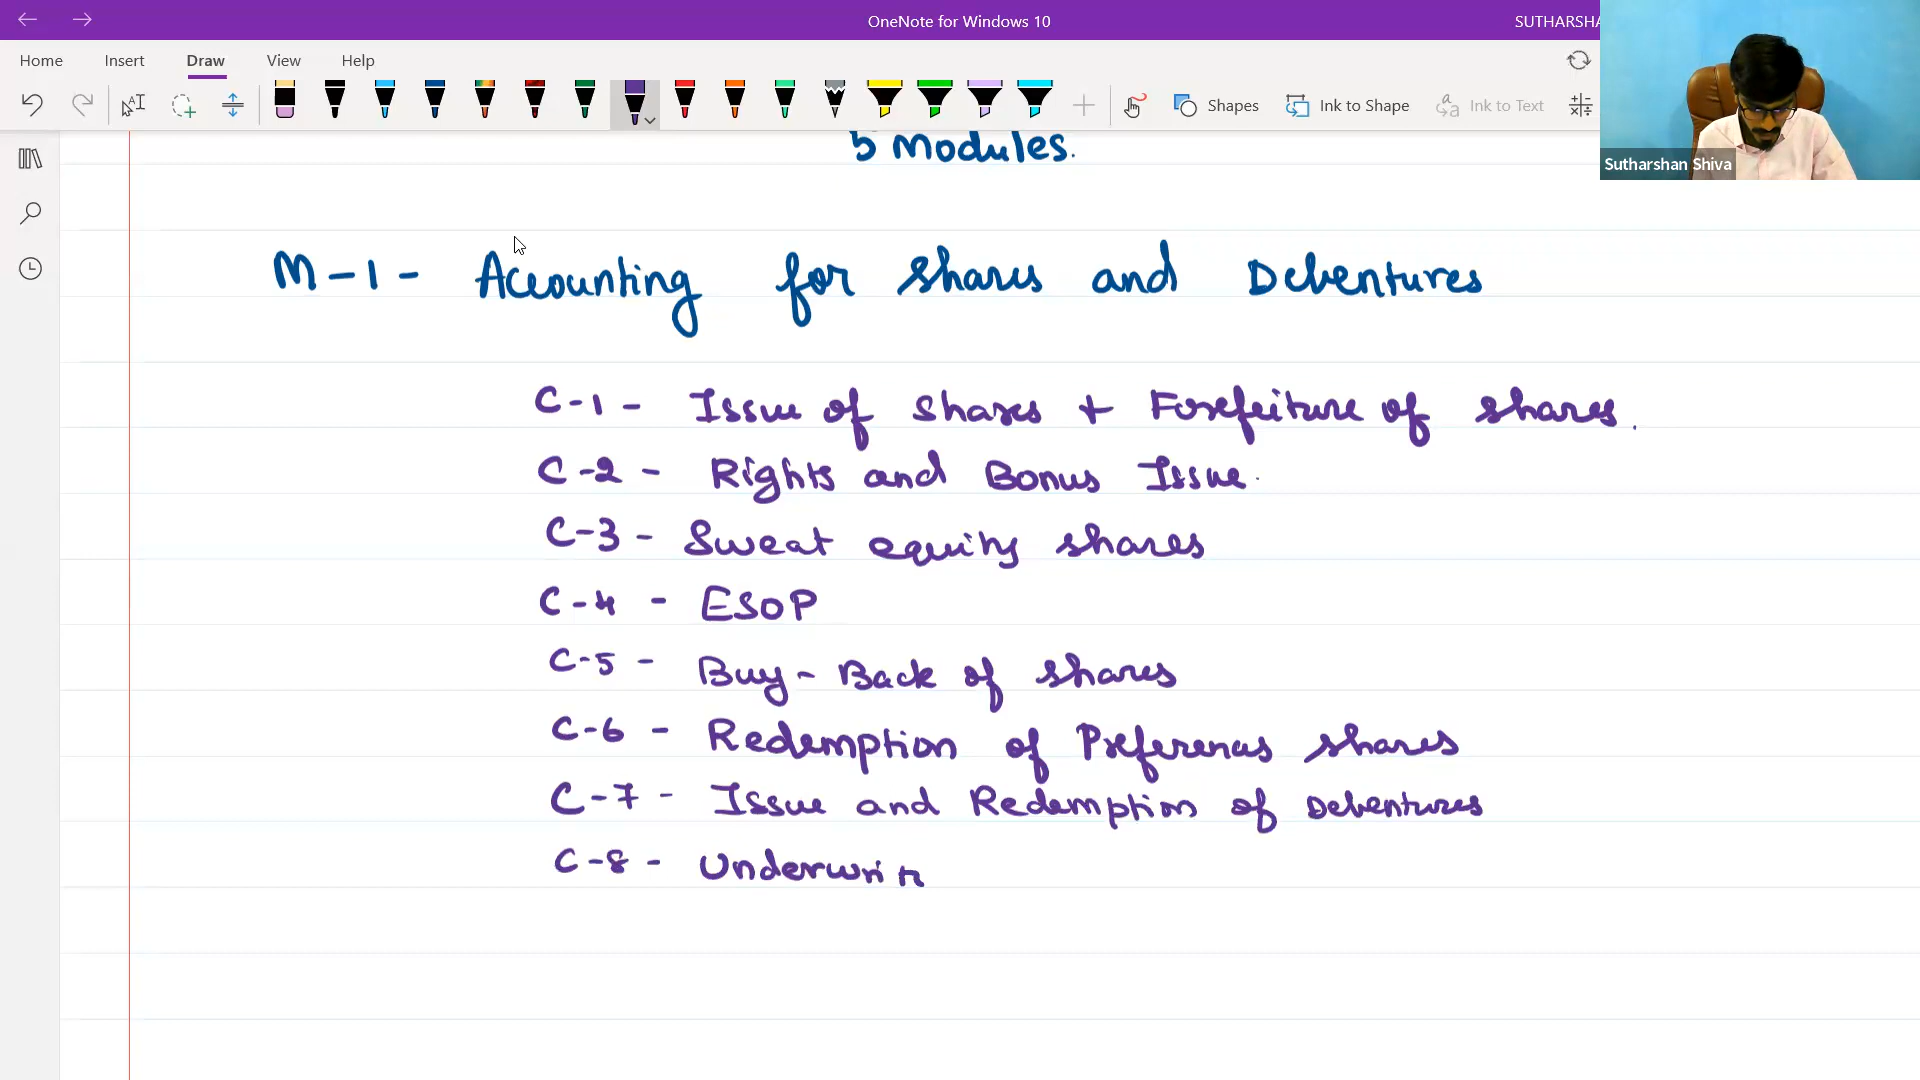 OneNote for Windows 10
SUTHARSHA
Home Insert Draw View Help
Shapes Ink to Shape Ink to Text
Sutharshan Shiva
5 Modules.
M-1- Accounting for shares and Debentures
C-1- Issue of shares + Forefeiture of shares.
C-2- Rights and Bonus Issue.
C-3- Sweat equity shares
C-4- ESOP
C-5- Buy-Back of shares
C-6- Redemption of Preferences shares
C-7- Issue and Redemption of Debentures
C-8- Underwrit